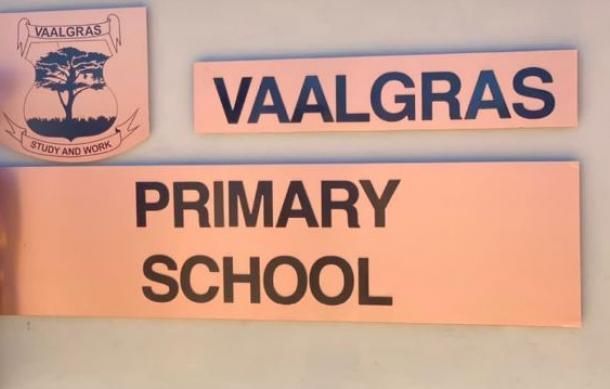 VAALGRAS
STUDY AND WORK
VAALGRAS
PRIMARY
SCHOOL